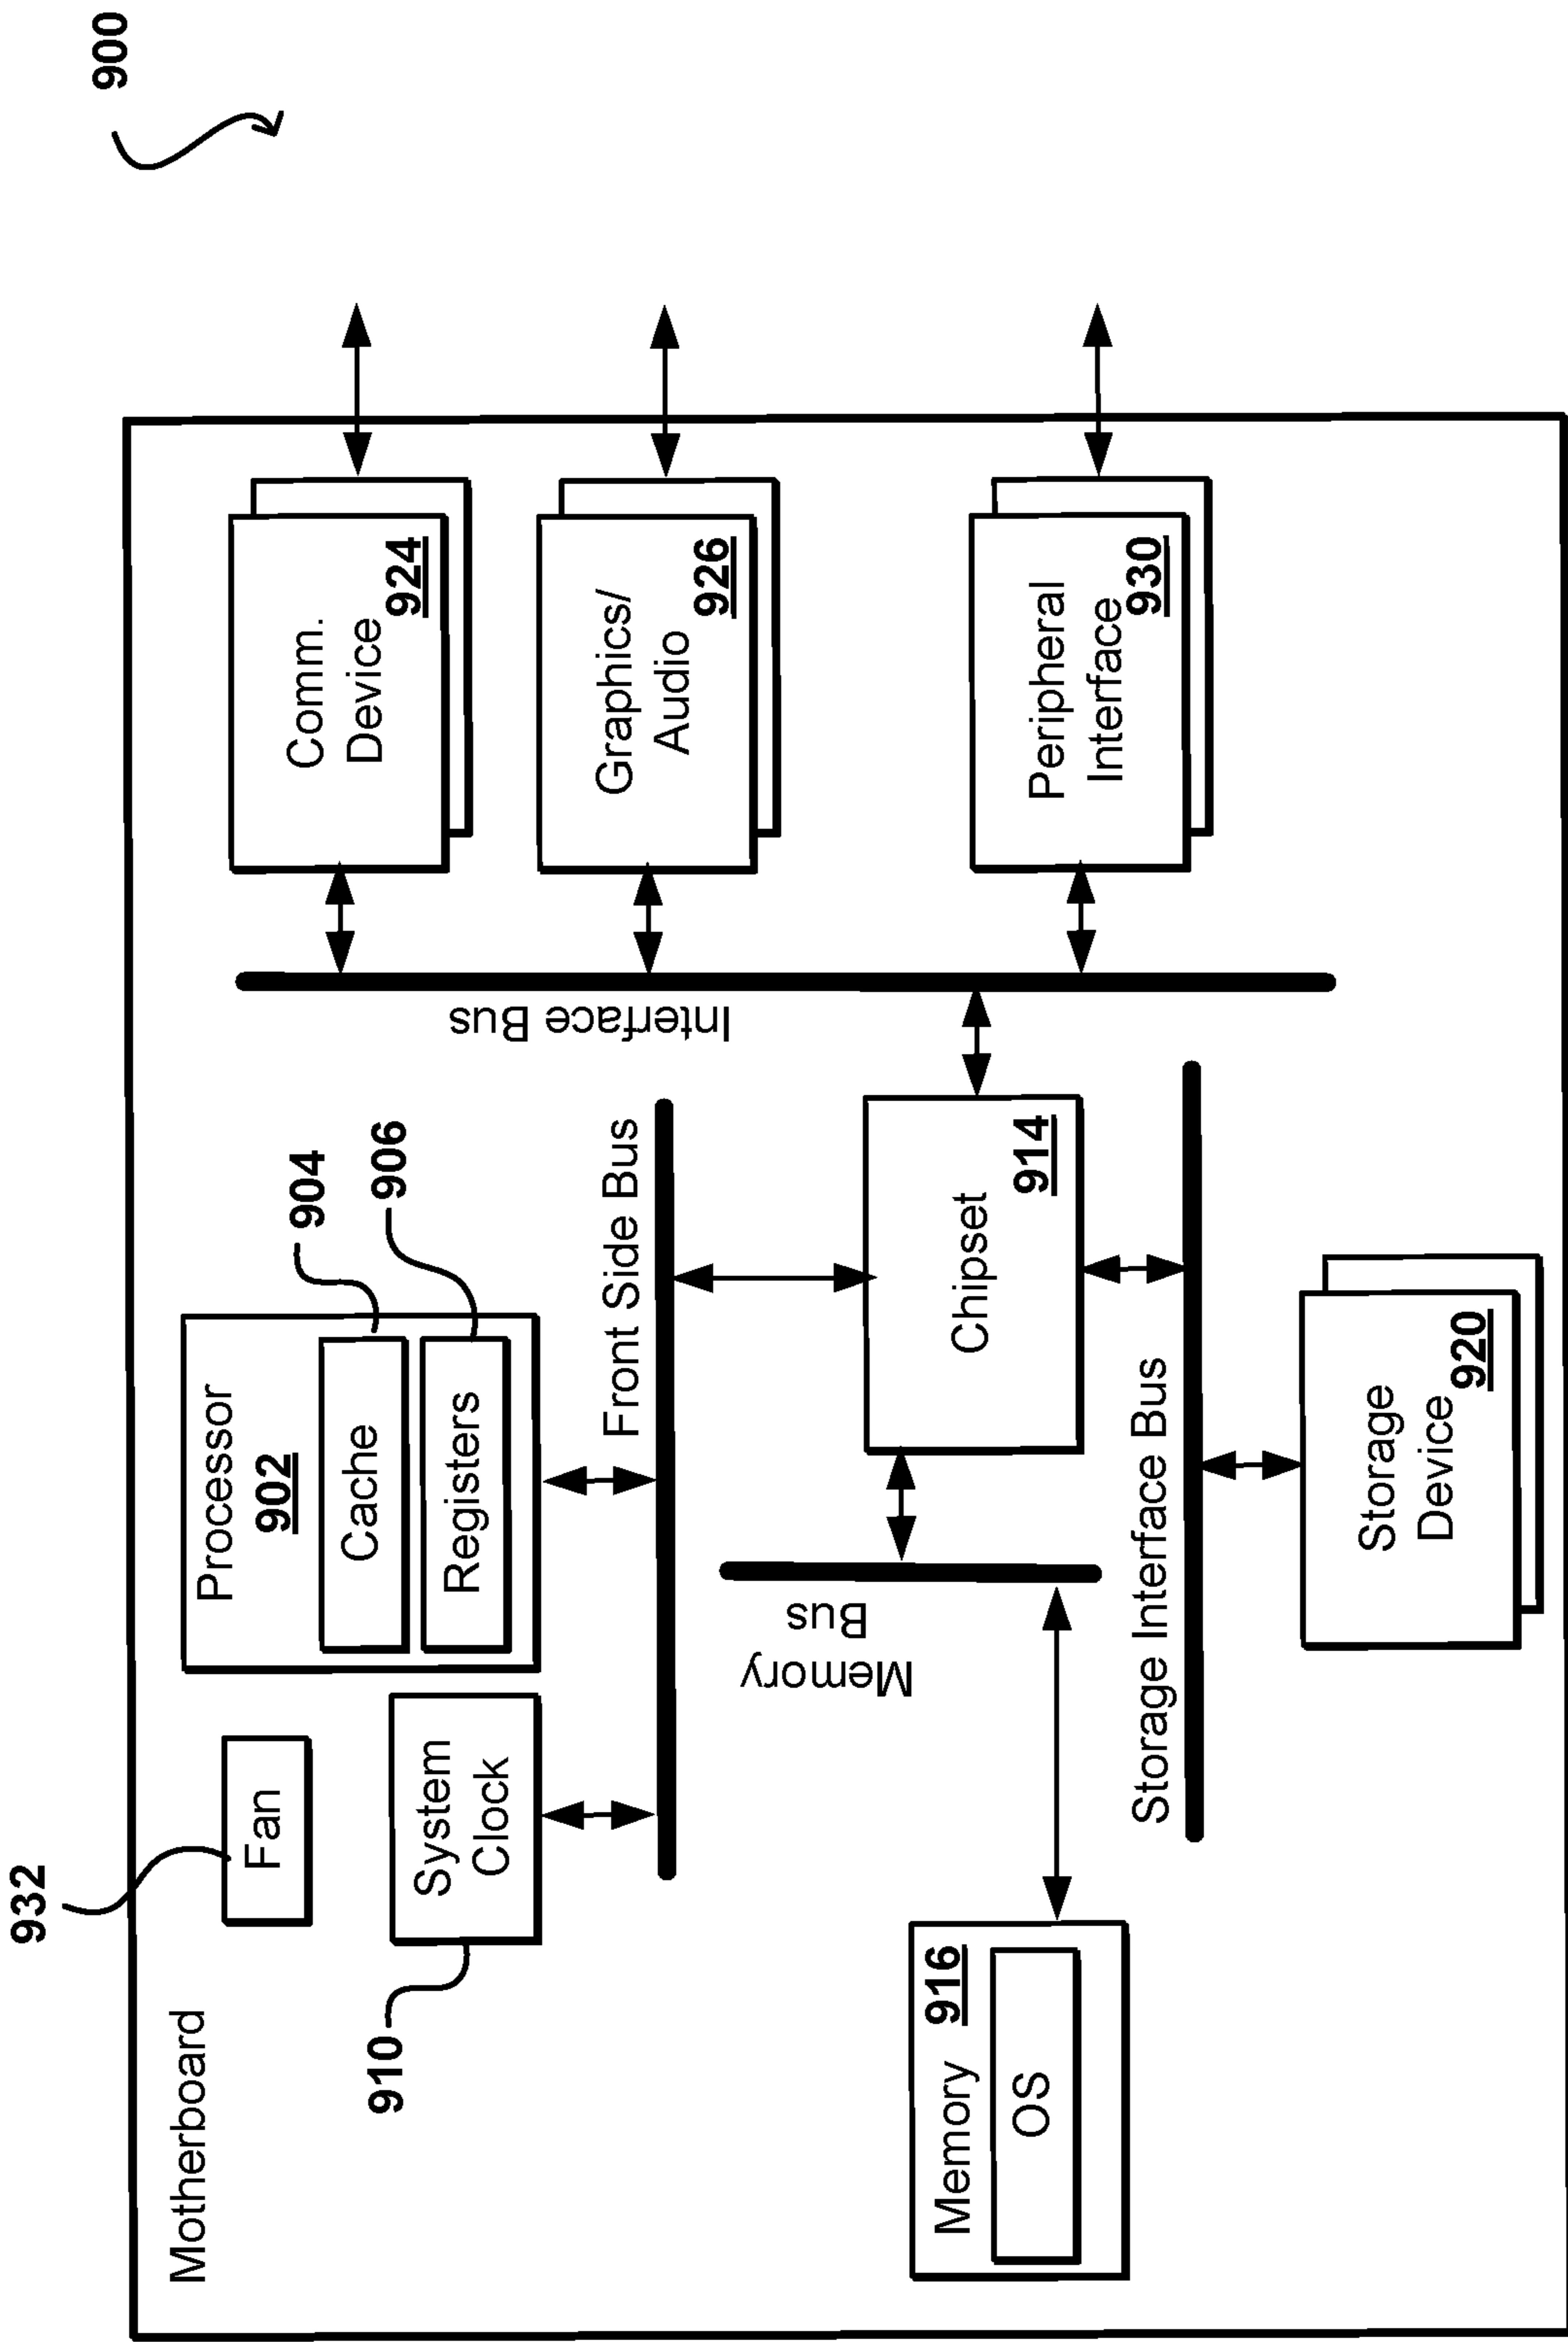 900
Motherboard
932
Fan
Processor
902
Cache
904
Registers
906
System
Clock
910
Front Side Bus
Interface Bus
Comm.
Device
924
Graphics/
Audio
926
Peripheral
Interface
930
Memory
Bus
Chipset
914
Memory 916
OS
Storage Interface Bus
Storage
Device
920